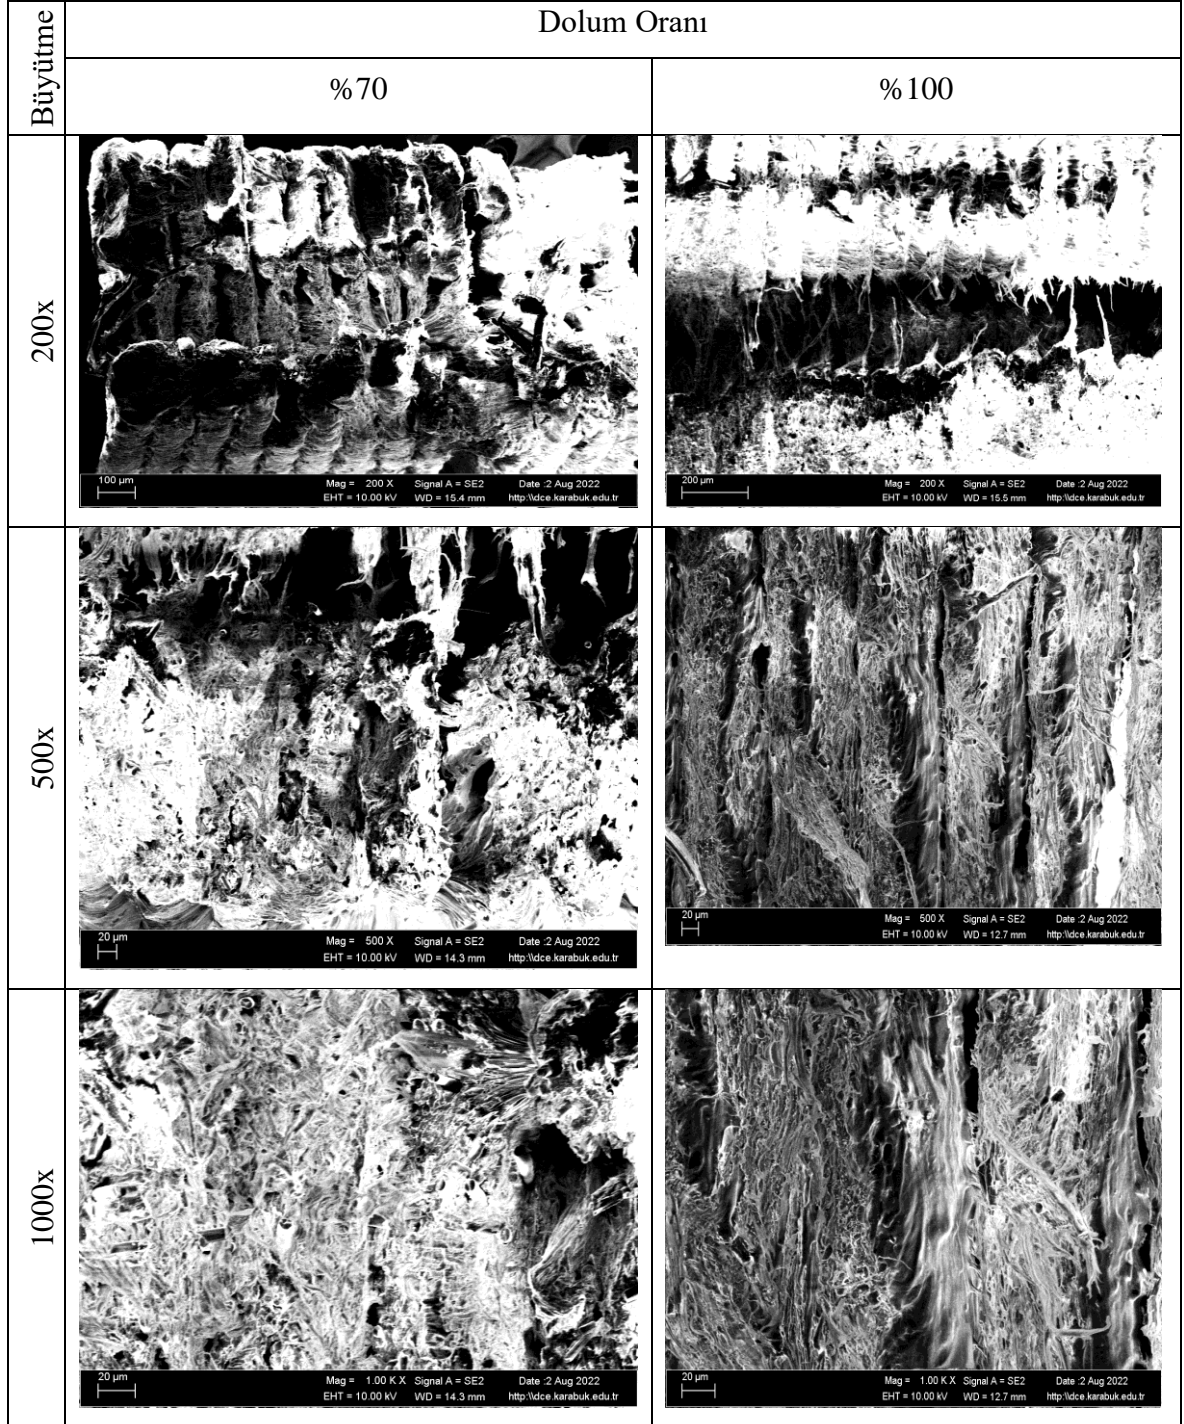 Büyütme
Dolum Oranı
%70
%100
200x
100 µm
Mag = 200 X Signal A = SE2 Date :2 Aug 2022
EHT = 10.00 kV WD = 15.4 mm http:\\dce.karabuk.edu.tr
200 µm
Mag = 200 X Signal A = SE2 Date :2 Aug 2022
EHT = 10.00 kV WD = 15.5 mm http:\\dce.karabuk.edu.tr
500x
20 µm
Mag = 500 X Signal A = SE2 Date :2 Aug 2022
EHT = 10.00 kV WD = 14.3 mm http:\\dce.karabuk.edu.tr
20 µm
Mag = 500 X Signal A = SE2 Date :2 Aug 2022
EHT = 10.00 kV WD = 12.7 mm http:\\dce.karabuk.edu.tr
1000x
20 µm
Mag = 1.00 K X Signal A = SE2 Date :2 Aug 2022
EHT = 10.00 kV WD = 14.3 mm http:\\dce.karabuk.edu.tr
20 µm
Mag = 1.00 K X Signal A = SE2 Date :2 Aug 2022
EHT = 10.00 kV WD = 12.7 mm http:\\dce.karabuk.edu.tr